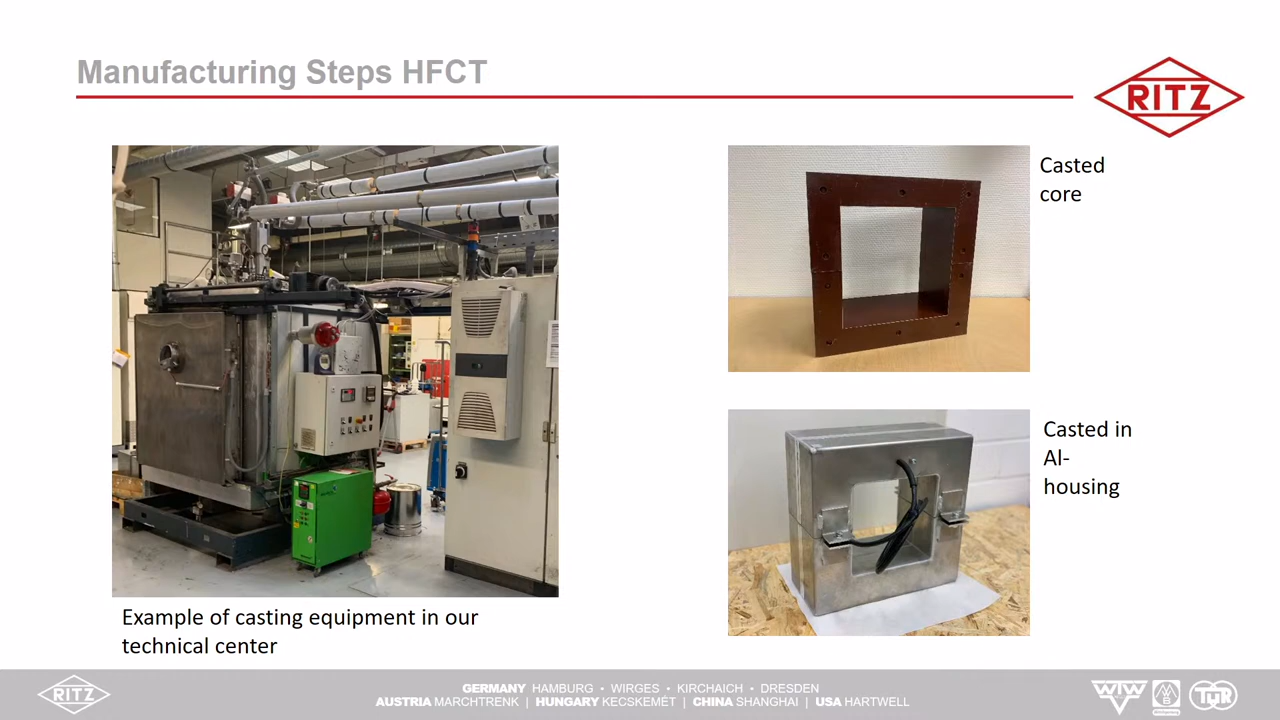 Manufacturing Steps HFCT
RITZ
Casted
core
Casted in
Al-
housing
Example of casting equipment in our
technical center
RITZ
GERMANY HAMBURG • WIRGES • KIRCHAICH • DRESDEN
AUSTRIA MARCHTRENK | HUNGARY KECSKEMÉT | CHINA SHANGHAI | USA HARTWELL
WTW